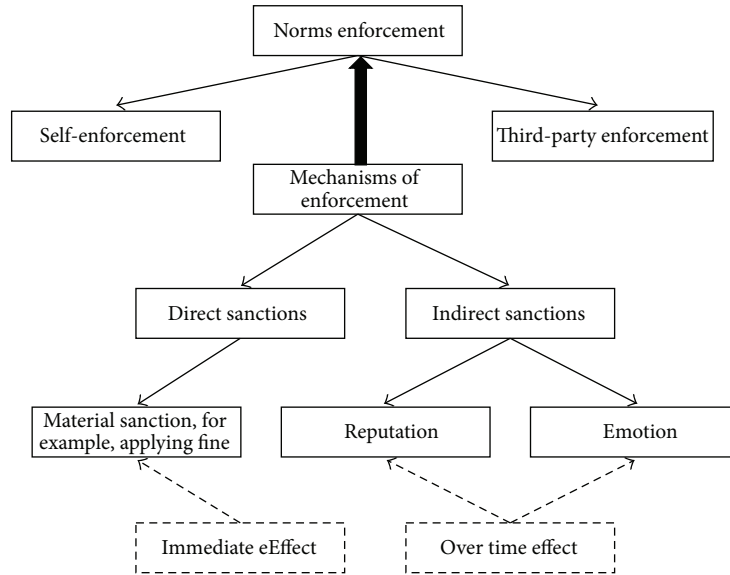 Norms enforcement
Self-enforcement
Third-party enforcement
Mechanisms of
enforcement
Direct sanctions
Indirect sanctions
Material sanction, for
example, applying fine
Reputation
Emotion
Immediate eEffect
Over time effect